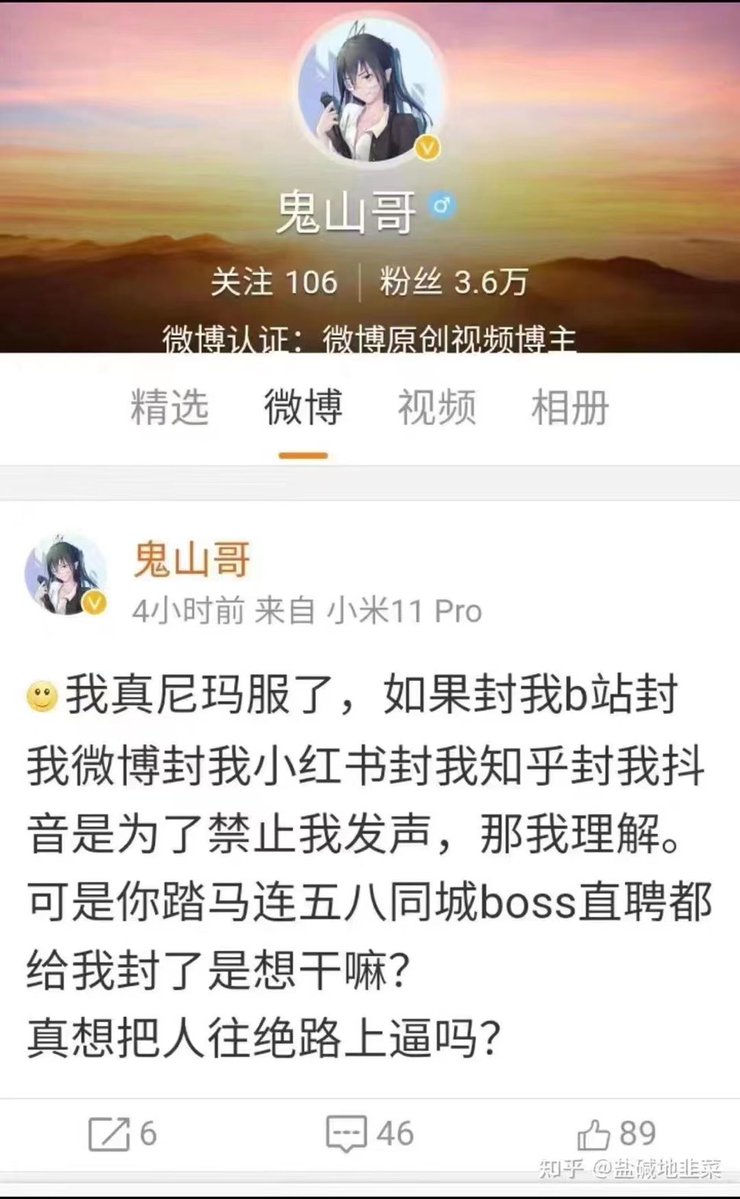 鬼山哥
关注 106 粉丝 3.6万
微博认证：微博原创视频博主
精选 微博 视频 相册
鬼山哥
4小时前 来自 小米11 Pro
我真尼玛服了，如果封我b站封
我微博封我小红书封我知乎封我抖
音是为了禁止我发声，那我理解。
可是你踏马连五八同城boss直聘都
给我封了是想干嘛？
真想把人往绝路上逼吗？
6 46 89
知乎 @盐碱地韭菜